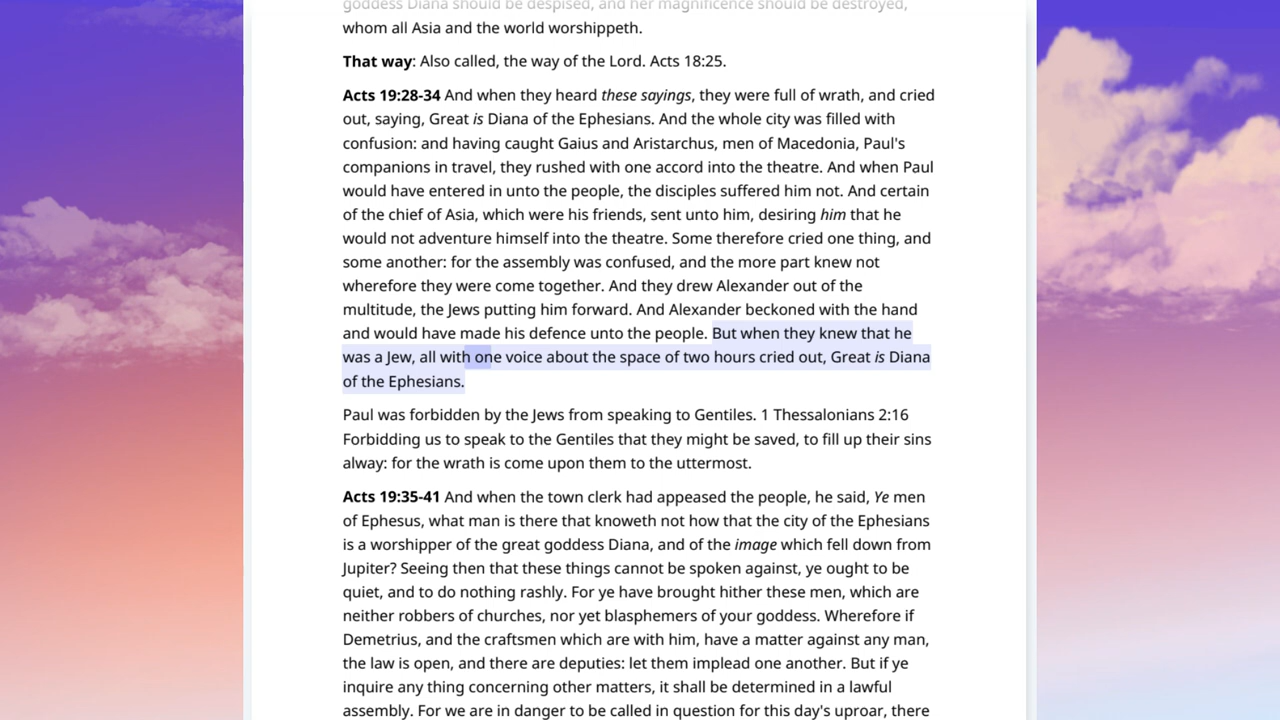 goddess Diana should be despised, and her magnificence should be destroyed,
whom all Asia and the world worshippeth.
That way: Also called, the way of the Lord. Acts 18:25.
Acts 19:28-34 And when they heard these sayings, they were full of wrath, and cried
out, saying, Great is Diana of the Ephesians. And the whole city was filled with
confusion: and having caught Gaius and Aristarchus, men of Macedonia, Paul's
companions in travel, they rushed with one accord into the theatre. And when Paul
would have entered in unto the people, the disciples suffered him not. And certain
of the chief of Asia, which were his friends, sent unto him, desiring him that he
would not adventure himself into the theatre. Some therefore cried one thing, and
some another: for the assembly was confused, and the more part knew not
wherefore they were come together. And they drew Alexander out of the
multitude, the Jews putting him forward. And Alexander beckoned with the hand
and would have made his defence unto the people. But when they knew that he
was a Jew, all with one voice about the space of two hours cried out, Great is Diana
of the Ephesians.
Paul was forbidden by the Jews from speaking to Gentiles. 1 Thessalonians 2:16
Forbidding us to speak to the Gentiles that they might be saved, to fill up their sins
alway: for the wrath is come upon them to the uttermost.
Acts 19:35-41 And when the town clerk had appeased the people, he said, Ye men
of Ephesus, what man is there that knoweth not how that the city of the Ephesians
is a worshipper of the great goddess Diana, and of the image which fell down from
Jupiter? Seeing then that these things cannot be spoken against, ye ought to be
quiet, and to do nothing rashly. For ye have brought hither these men, which are
neither robbers of churches, nor yet blasphemers of your goddess. Wherefore if
Demetrius, and the craftsmen which are with him, have a matter against any man,
the law is open, and there are deputies: let them implead one another. But if ye
inquire any thing concerning other matters, it shall be determined in a lawful
assembly. For we are in danger to be called in question for this day's uproar, there